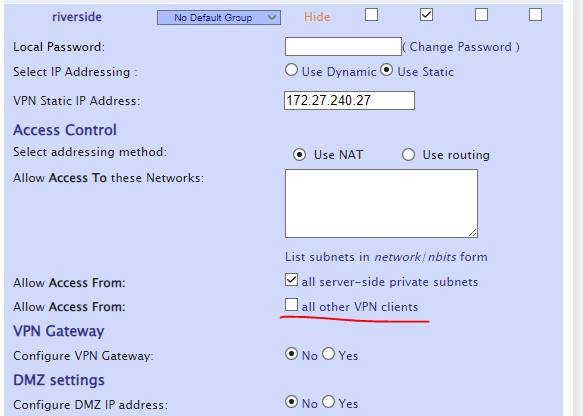 riverside No Default Group Hide
Local Password: ( Change Password )
Select IP Addressing : Use Dynamic Use Static
VPN Static IP Address: 172.27.240.27
Access Control
Select addressing method: Use NAT Use routing
Allow Access To these Networks:
List subnets in network/nbits form
Allow Access From: all server-side private subnets
Allow Access From: all other VPN clients
VPN Gateway
Configure VPN Gateway: No Yes
DMZ settings
Configure DMZ IP address: No Yes